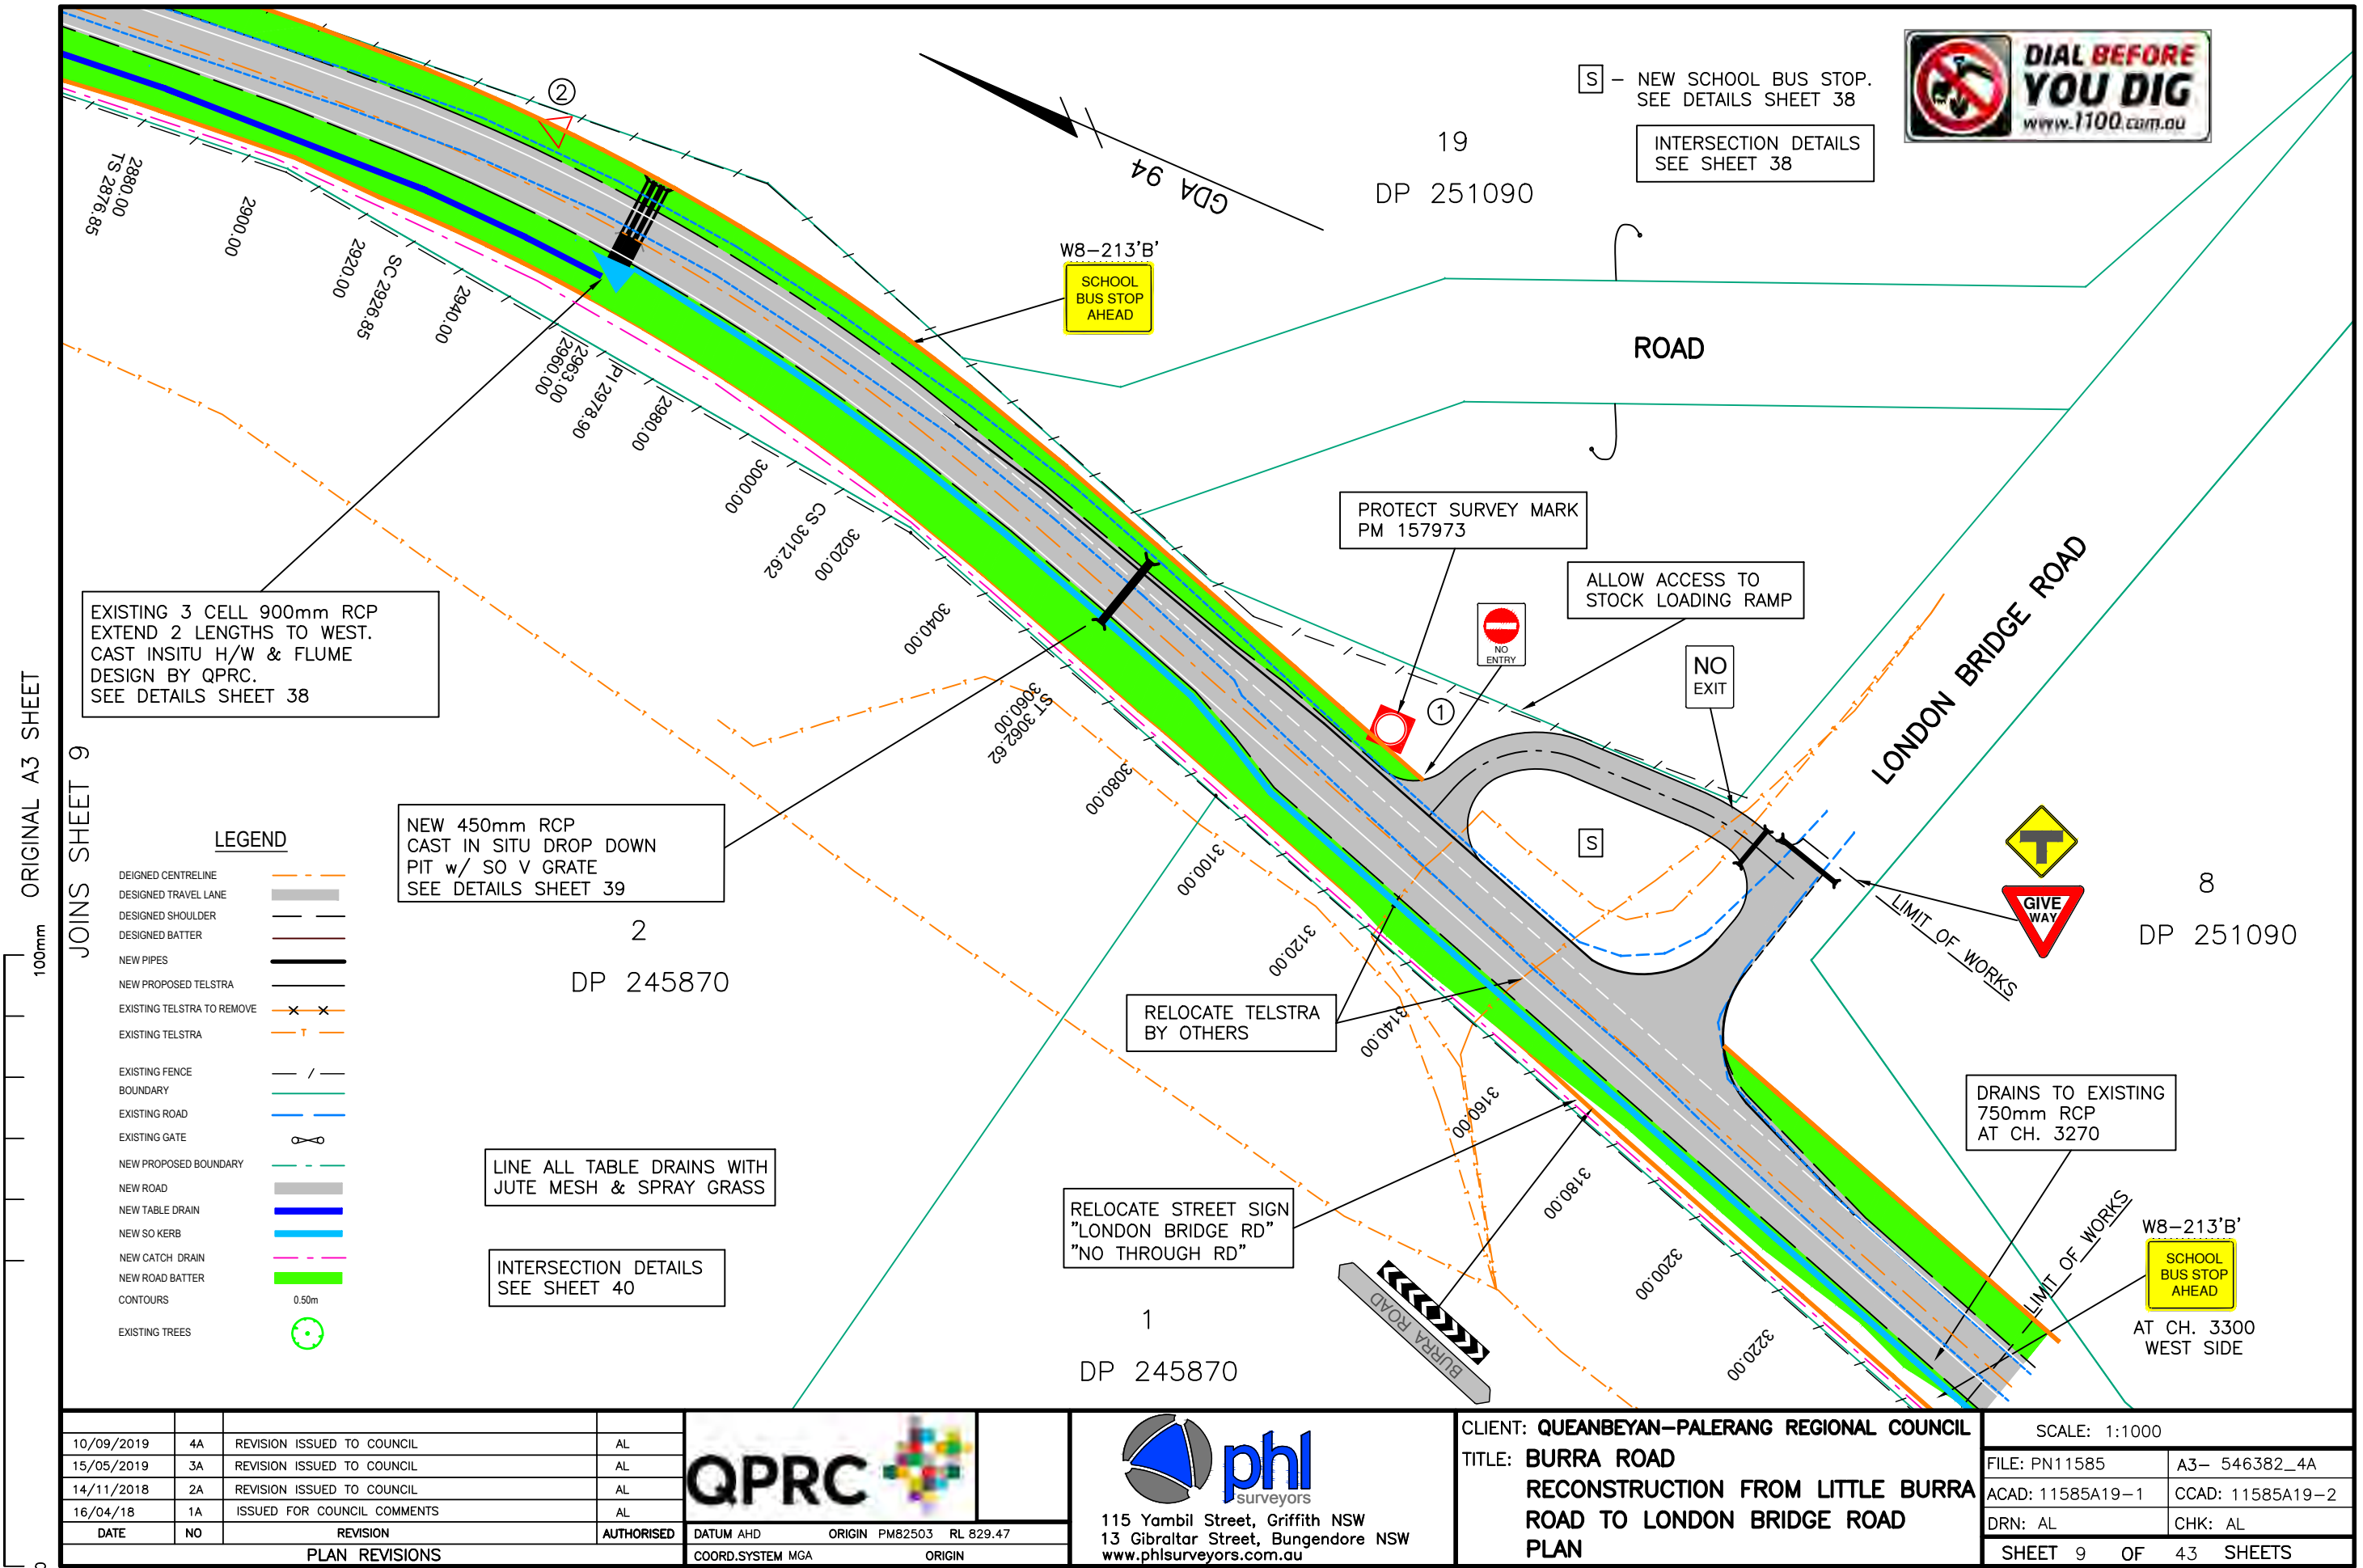 2
S – NEW SCHOOL BUS STOP.
SEE DETAILS SHEET 38
INTERSECTION DETAILS
SEE SHEET 38
DIAL BEFORE
YOU DIG
www.1100.com.au
19
DP 251090
GDA 94
W8-213'B'
SCHOOL
BUS STOP
AHEAD
ROAD
TS 2876.85
2880.00
2900.00
2920.00
SC 2926.85
2940.00
2960.00
2963.00
PI 2978.90
2980.00
3000.00
CS 3012.62
3020.00
3040.00
3060.00
ST 3062.62
3080.00
3100.00
3120.00
3140.00
3160.00
3180.00
3200.00
3220.00
PROTECT SURVEY MARK
PM 157973
ALLOW ACCESS TO
STOCK LOADING RAMP
NO
ENTRY
NO
EXIT
1
S
LONDON BRIDGE ROAD
GIVE
WAY
LIMIT OF WORKS
8
DP 251090
EXISTING 3 CELL 900mm RCP
EXTEND 2 LENGTHS TO WEST.
CAST INSITU H/W & FLUME
DESIGN BY QPRC.
SEE DETAILS SHEET 38
NEW 450mm RCP
CAST IN SITU DROP DOWN
PIT w/ SO V GRATE
SEE DETAILS SHEET 39
2
DP 245870
RELOCATE TELSTRA
BY OTHERS
DRAINS TO EXISTING
750mm RCP
AT CH. 3270
LINE ALL TABLE DRAINS WITH
JUTE MESH & SPRAY GRASS
INTERSECTION DETAILS
SEE SHEET 40
RELOCATE STREET SIGN
"LONDON BRIDGE RD"
"NO THROUGH RD"
BURRA ROAD
1
DP 245870
LIMIT OF WORKS
W8-213'B'
SCHOOL
BUS STOP
AHEAD
AT CH. 3300
WEST SIDE
ORIGINAL A3 SHEET
100mm
0
JOINS SHEET 9
LEGEND
DEIGNED CENTRELINE
DESIGNED TRAVEL LANE
DESIGNED SHOULDER
DESIGNED BATTER
NEW PIPES
NEW PROPOSED TELSTRA
EXISTING TELSTRA TO REMOVE
EXISTING TELSTRA
T
EXISTING FENCE
BOUNDARY
EXISTING ROAD
EXISTING GATE
NEW PROPOSED BOUNDARY
NEW ROAD
NEW TABLE DRAIN
NEW SO KERB
NEW CATCH DRAIN
NEW ROAD BATTER
CONTOURS 0.50m
EXISTING TREES
10/09/2019 4A REVISION ISSUED TO COUNCIL AL
15/05/2019 3A REVISION ISSUED TO COUNCIL AL
14/11/2018 2A REVISION ISSUED TO COUNCIL AL
16/04/18 1A ISSUED FOR COUNCIL COMMENTS AL
DATE NO REVISION AUTHORISED
PLAN REVISIONS
QPRC
DATUM AHD ORIGIN PM82503 RL 829.47
COORD.SYSTEM MGA ORIGIN
phl
surveyors
115 Yambil Street, Griffith NSW
13 Gibraltar Street, Bungendore NSW
www.phlsurveyors.com.au
CLIENT: QUEANBEYAN-PALERANG REGIONAL COUNCIL
TITLE: BURRA ROAD
RECONSTRUCTION FROM LITTLE BURRA
ROAD TO LONDON BRIDGE ROAD
PLAN
SCALE: 1:1000
FILE: PN11585 A3- 546382_4A
ACAD: 11585A19-1 CCAD: 11585A19-2
DRN: AL CHK: AL
SHEET 9 OF 43 SHEETS